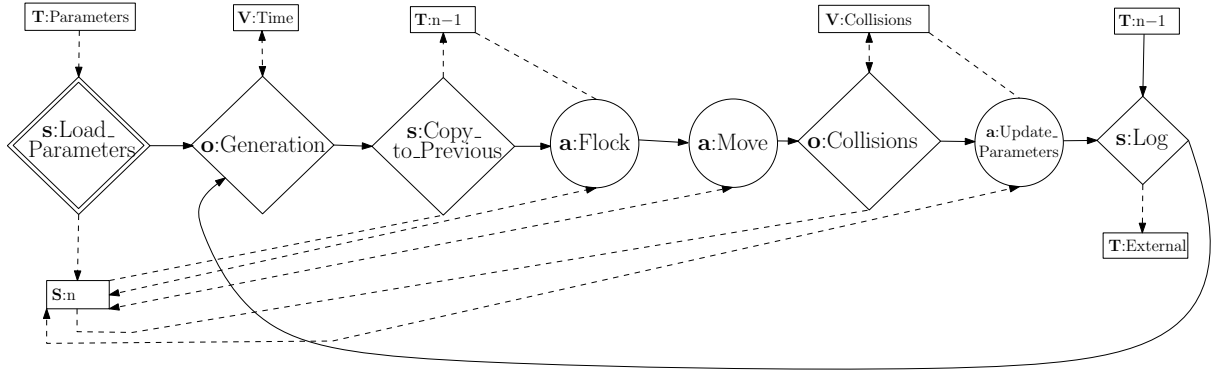 T:Parameters
V:Time
T:n−1
V:Collisions
T:n−1
s:Load_
Parameters
o:Generation
s:Copy_
to_Previous
a:Flock
a:Move
o:Collisions
a:Update_
Parameters
s:Log
T:External
S:n